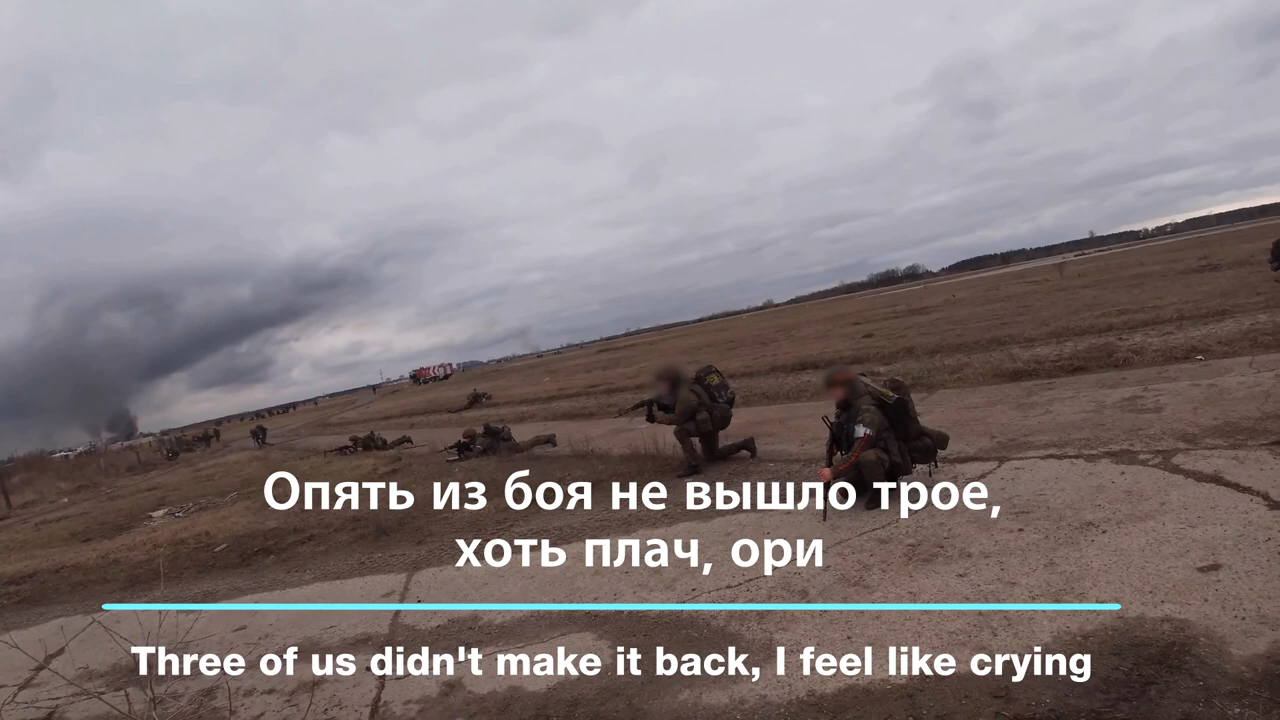 Опять из боя не вышло трое,
хоть плач, ори
Three of us didn't make it back, I feel like crying